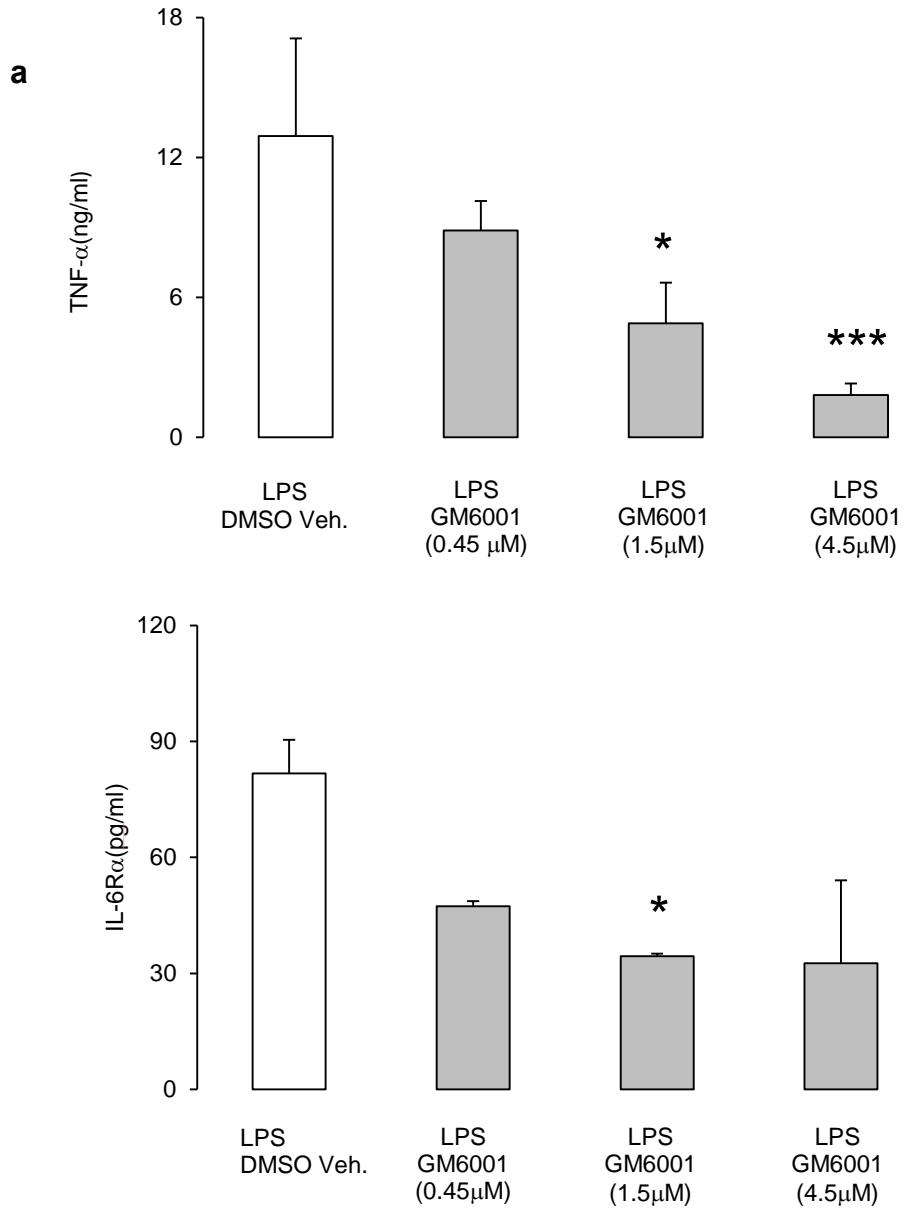 a
18
12
6
0
TNF-α(ng/ml)
*
***
LPS
DMSO Veh.
LPS
GM6001
(0.45 μM)
LPS
GM6001
(1.5μM)
LPS
GM6001
(4.5μM)
120
90
60
30
0
IL-6Rα(pg/ml)
*
LPS
DMSO Veh.
LPS
GM6001
(0.45μM)
LPS
GM6001
(1.5μM)
LPS
GM6001
(4.5μM)